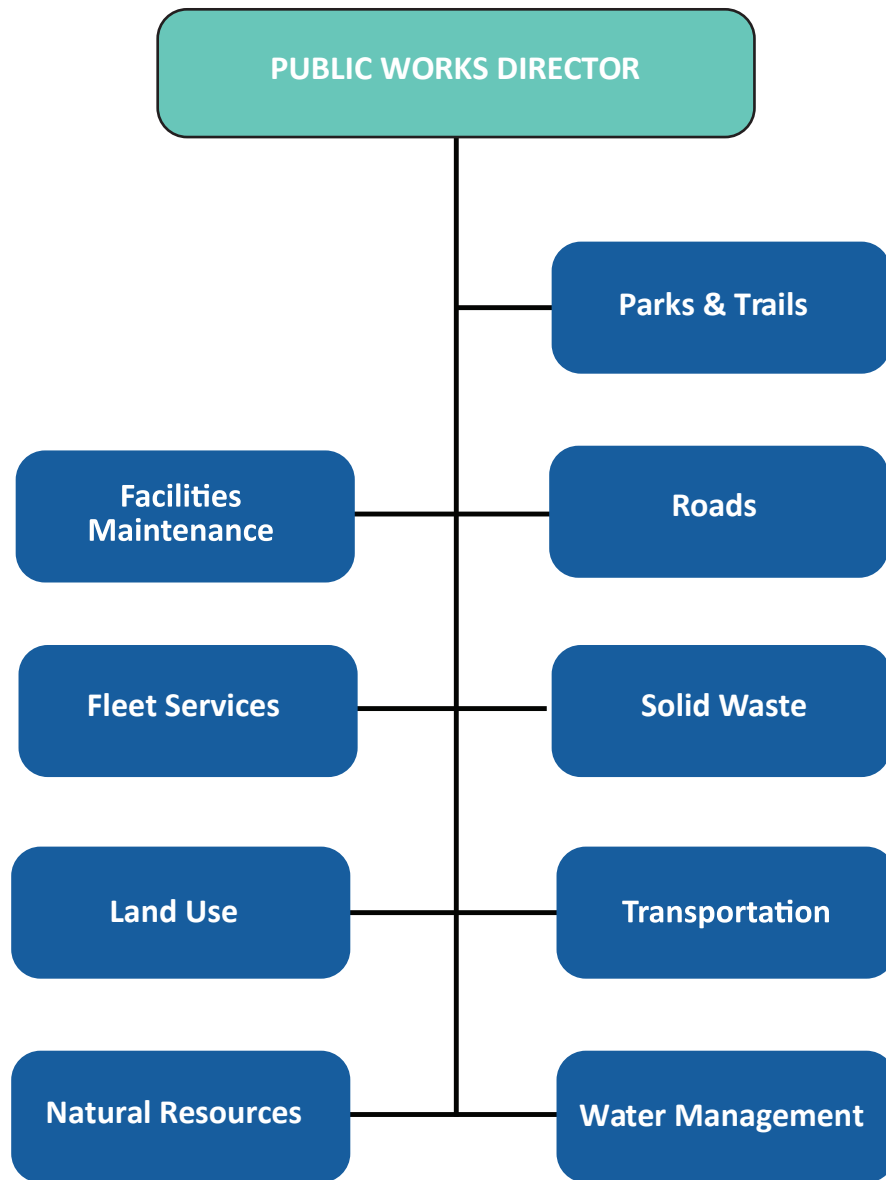 PUBLIC WORKS DIRECTOR
Parks & Trails
Facilities
Maintenance
Roads
Fleet Services
Solid Waste
Land Use
Transportation
Natural Resources
Water Management